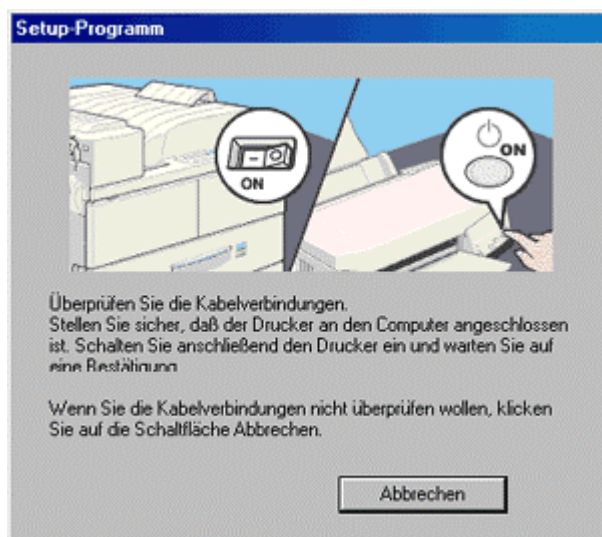 Setup-Programm
ON
ON
Überprüfen Sie die Kabelverbindungen.
Stellen Sie sicher, daß der Drucker an den Computer angeschlossen
ist. Schalten Sie anschließend den Drucker ein und warten Sie auf
eine Bestätigung
Wenn Sie die Kabelverbindungen nicht überprüfen wollen, klicken
Sie auf die Schaltfläche Abbrechen.
Abbrechen